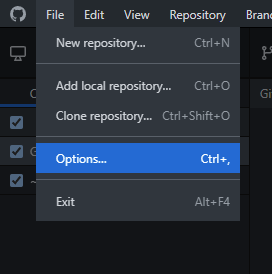 File Edit View Repository Bran
New repository... Ctrl+N
Add local repository... Ctrl+O
Clone repository... Ctrl+Shift+O
Options... Ctrl+,
Exit Alt+F4